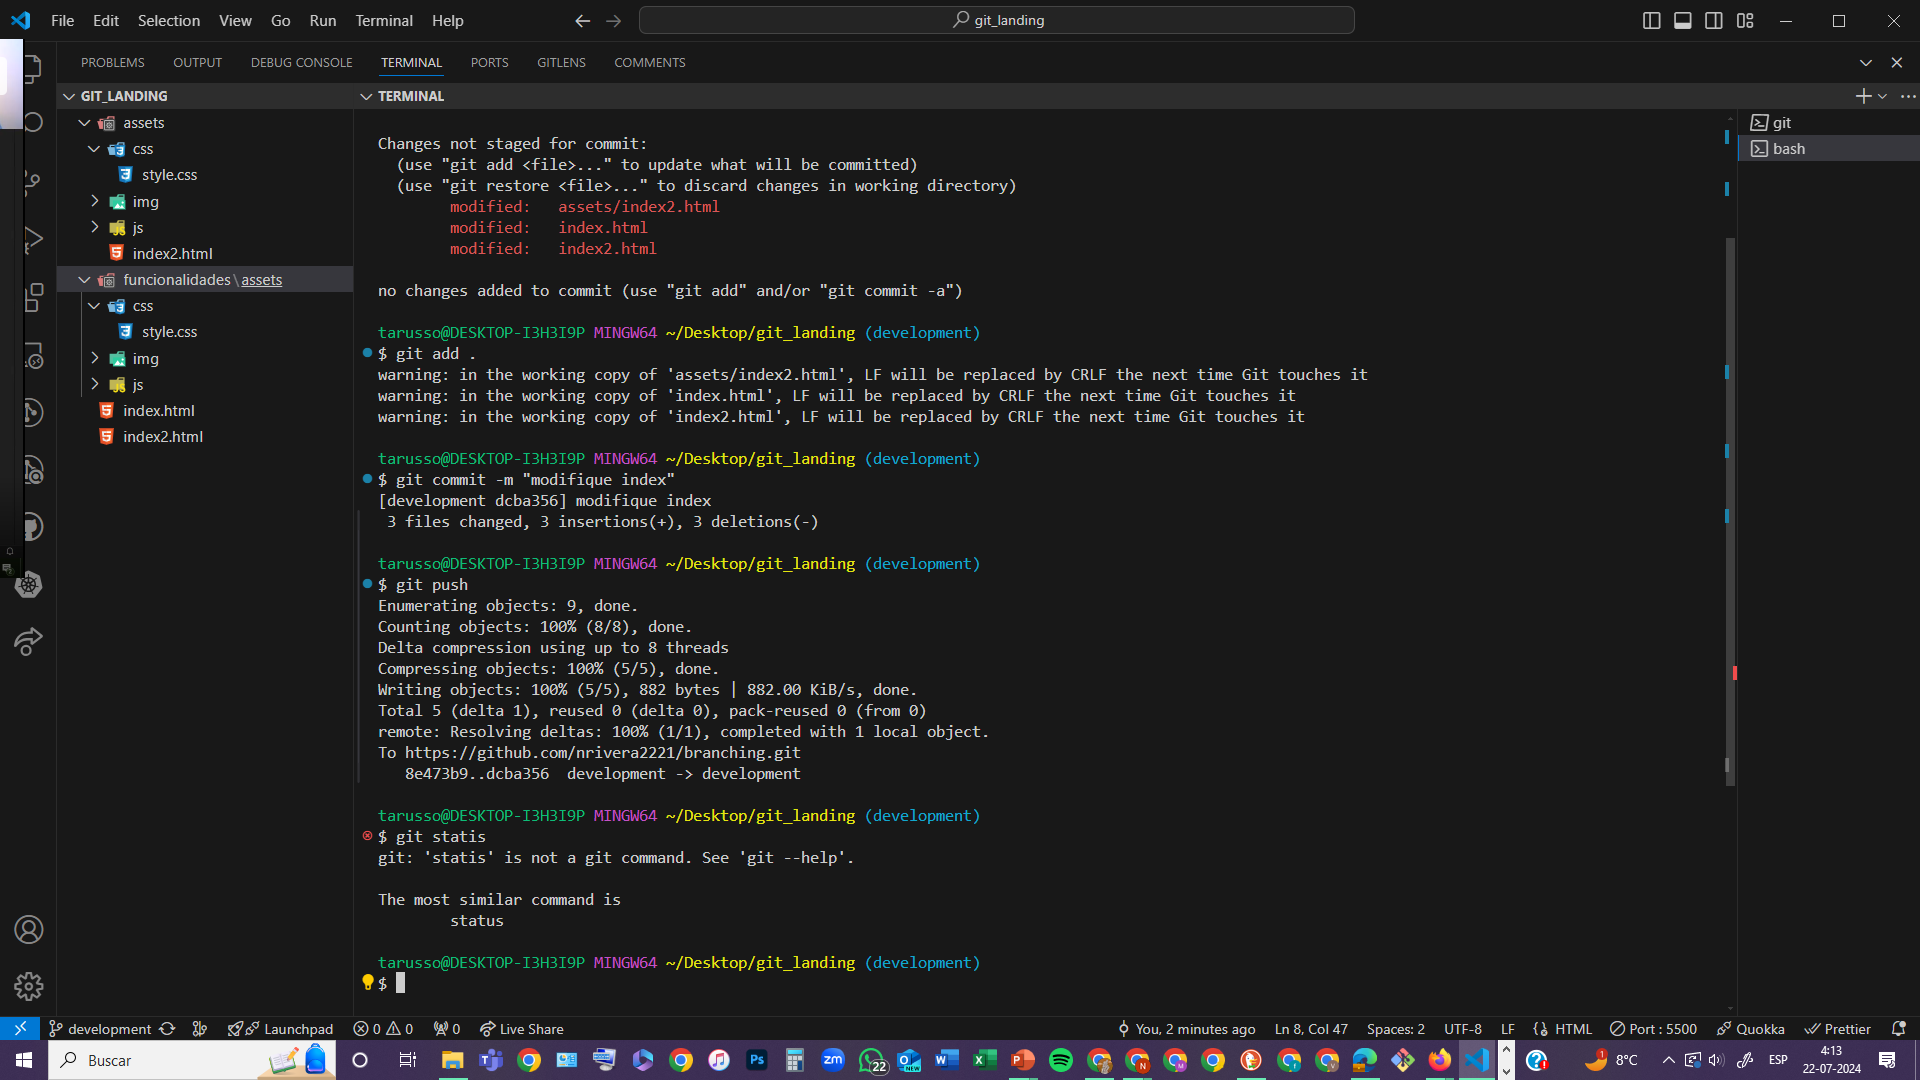 File Edit Selection View Go Run Terminal Help
git_landing
PROBLEMS OUTPUT DEBUG CONSOLE TERMINAL PORTS GITLENS COMMENTS
GIT_LANDING
assets
css
style.css
img
js
index2.html
funcionalidades\assets
css
style.css
img
js
index.html
index2.html
TERMINAL
Changes not staged for commit:
(use "git add <file>..." to update what will be committed)
(use "git restore <file>..." to discard changes in working directory)
modified:   assets/index2.html
modified:   index.html
modified:   index2.html
no changes added to commit (use "git add" and/or "git commit -a")
tarusso@DESKTOP-I3H3I9P MINGW64 ~/Desktop/git_landing (development)
$ git add .
warning: in the working copy of 'assets/index2.html', LF will be replaced by CRLF the next time Git touches it
warning: in the working copy of 'index.html', LF will be replaced by CRLF the next time Git touches it
warning: in the working copy of 'index2.html', LF will be replaced by CRLF the next time Git touches it
tarusso@DESKTOP-I3H3I9P MINGW64 ~/Desktop/git_landing (development)
$ git commit -m "modifique index"
[development dcba356] modifique index
3 files changed, 3 insertions(+), 3 deletions(-)
tarusso@DESKTOP-I3H3I9P MINGW64 ~/Desktop/git_landing (development)
$ git push
Enumerating objects: 9, done.
Counting objects: 100% (8/8), done.
Delta compression using up to 8 threads
Compressing objects: 100% (5/5), done.
Writing objects: 100% (5/5), 882 bytes | 882.00 KiB/s, done.
Total 5 (delta 1), reused 0 (delta 0), pack-reused 0 (from 0)
remote: Resolving deltas: 100% (1/1), completed with 1 local object.
To https://github.com/nrivera2221/branching.git
8e473b9..dcba356  development -> development
tarusso@DESKTOP-I3H3I9P MINGW64 ~/Desktop/git_landing (development)
$ git statis
git: 'statis' is not a git command. See 'git --help'.
The most similar command is
status
tarusso@DESKTOP-I3H3I9P MINGW64 ~/Desktop/git_landing (development)
$
git
bash
development Launchpad 0 0 0 Live Share You, 2 minutes ago Ln 8, Col 47 Spaces: 2 UTF-8 LF HTML Port : 5500 Quokka Prettier
Buscar
22
8°C
ESP
4:13
22-07-2024